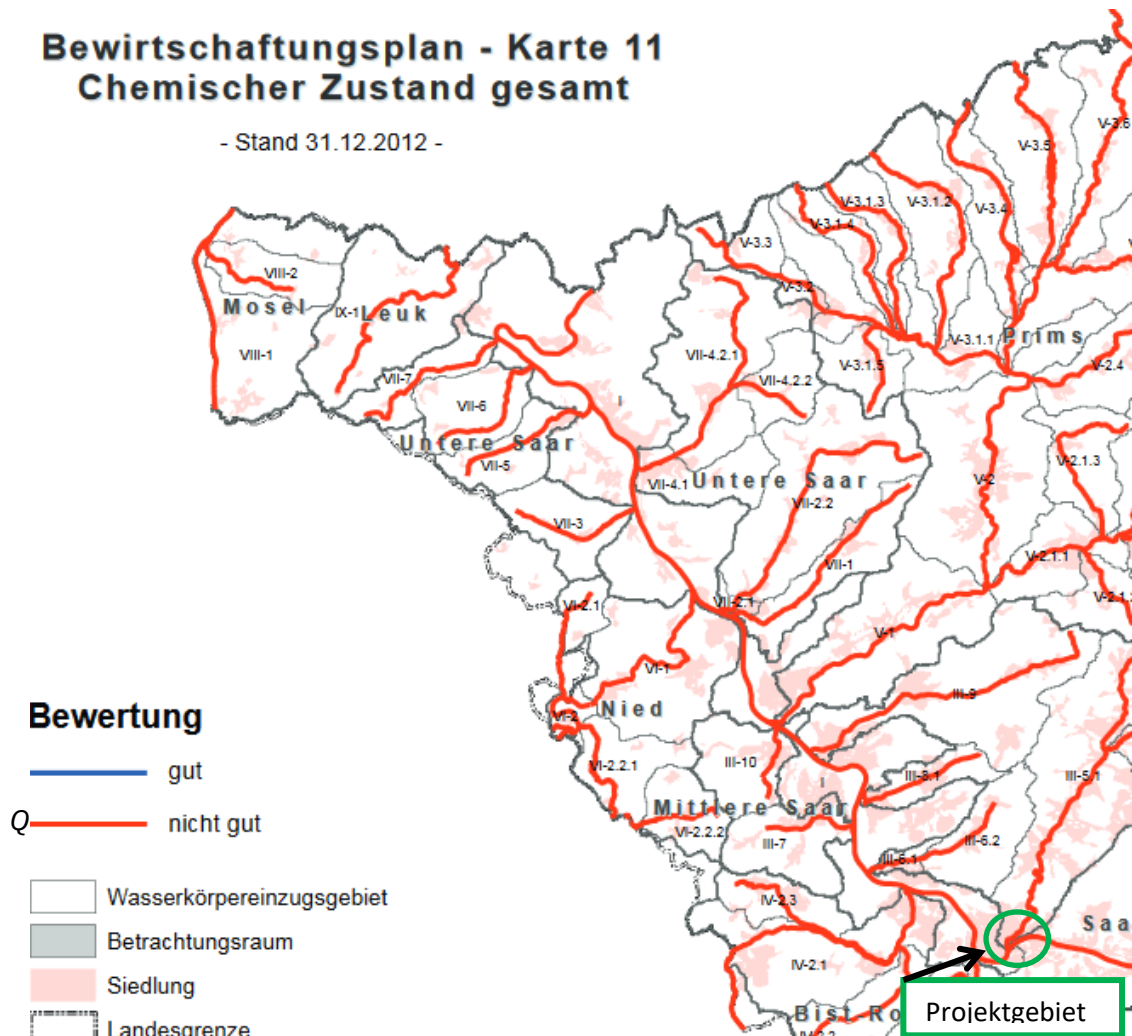 Bewirtschaftungsplan - Karte 11
Chemischer Zustand gesamt
- Stand 31.12.2012 -
V-3.6
V-3.5
V-3.1.3
V-3.1.2
V-3.4
V-3.1.4
V-3.3
VIII-2
V-3.2
Mosel
IX-1
Leuk
V-3.1.1
Prims
VIII-1
VII-4.2.1
V-3.1.5
V-2.4
VII-7
VII-4.2.2
VII-6
I
Untere Saar
VII-5
V-2.1.3
VII-4.1
Untere Saar
V-2
VII-2.2
VII-3
VII-1
V-2.1.1
VI-2.1
VII-2.1
V-1
VI-1
III-9
Bewertung
VI-2
Nied
gut
VI-2.2.1
III-10
III-8.1
III-5.1
I
Q
nicht gut
Mittlere Saar
VI-2.2.2
III-7
III-6.2
III-6.1
Wasserkörpereinzugsgebiet
IV-2.3
Betrachtungsraum
Saa
IV-2.1
Siedlung
Bist Ro
Projektgebiet
Landesgrenze